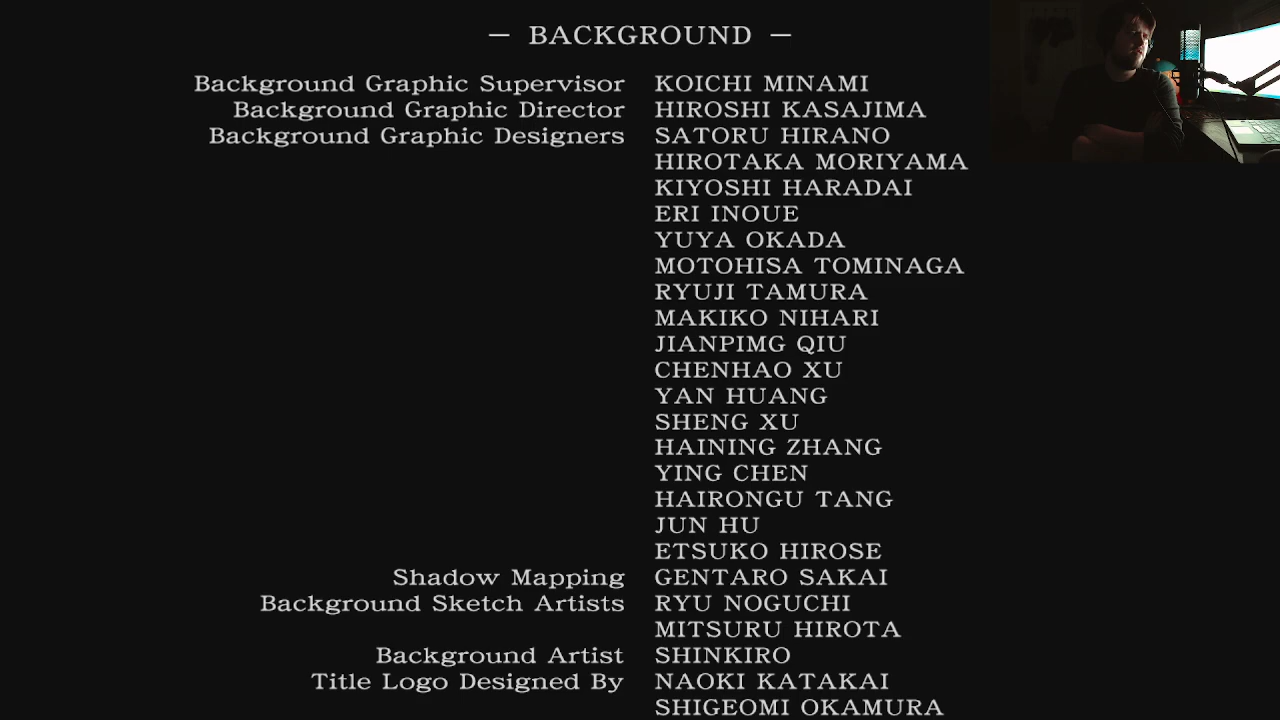 — BACKGROUND —
Background Graphic Supervisor KOICHI MINAMI
Background Graphic Director HIROSHI KASAJIMA
Background Graphic Designers SATORU HIRANO
HIROTAKA MORIYAMA
KIYOSHI HARADAI
ERI INOUE
YUYA OKADA
MOTOHISA TOMINAGA
RYUJI TAMURA
MAKIKO NIHARI
JIANPIMG QIU
CHENHAO XU
YAN HUANG
SHENG XU
HAINING ZHANG
YING CHEN
HAIRONGU TANG
JUN HU
ETSUKO HIROSE
Shadow Mapping GENTARO SAKAI
Background Sketch Artists RYU NOGUCHI
MITSURU HIROTA
Background Artist SHINKIRO
Title Logo Designed By NAOKI KATAKAI
SHIGEOMI OKAMURA